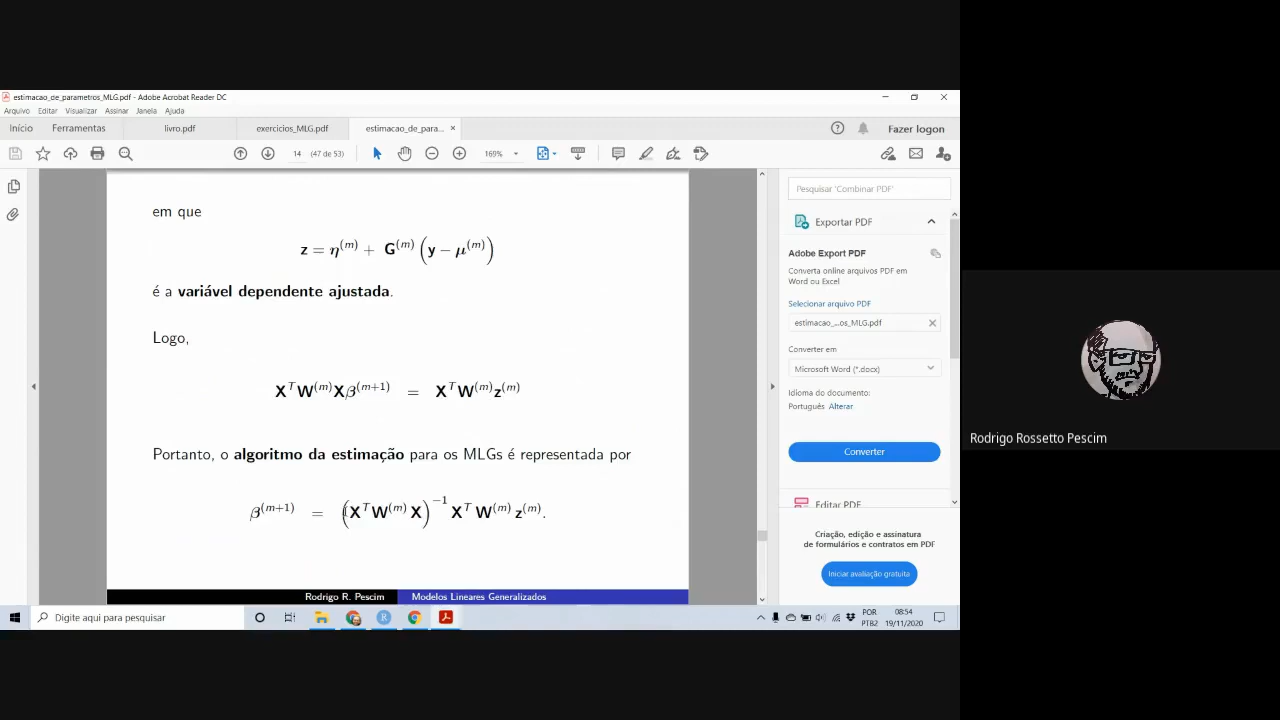 estimacao_de_parametros_MLG.pdf - Adobe Acrobat Reader DC
Arquivo Editar Visualizar Assinar Janela Ajuda
Início Ferramentas livro.pdf exercicios_MLG.pdf estimacao_de_para... × Fazer logon
14 (47 de 53) 169%
em que
z = η^(m) + G^(m) (y − μ^(m))
é a variável dependente ajustada.
Logo,
X^T W^(m) X β^(m+1) = X^T W^(m) z^(m)
Portanto, o algoritmo da estimação para os MLGs é representada por
β^(m+1) = (X^T W^(m) X)^−1 X^T W^(m) z^(m).
Rodrigo R. Pescim Modelos Lineares Generalizados
Pesquisar 'Combinar PDF'
Exportar PDF
Adobe Export PDF
Converta online arquivos PDF em
Word ou Excel
Selecionar arquivo PDF
estimacao_...os_MLG.pdf
Converter em
Microsoft Word (*.docx)
Idioma do documento:
Português Alterar
Converter
Editar PDF
Criação, edição e assinatura
de formulários e contratos em PDF
Iniciar avaliação gratuita
Digite aqui para pesquisar
POR
PTB2
08:54
19/11/2020
Rodrigo Rossetto Pescim